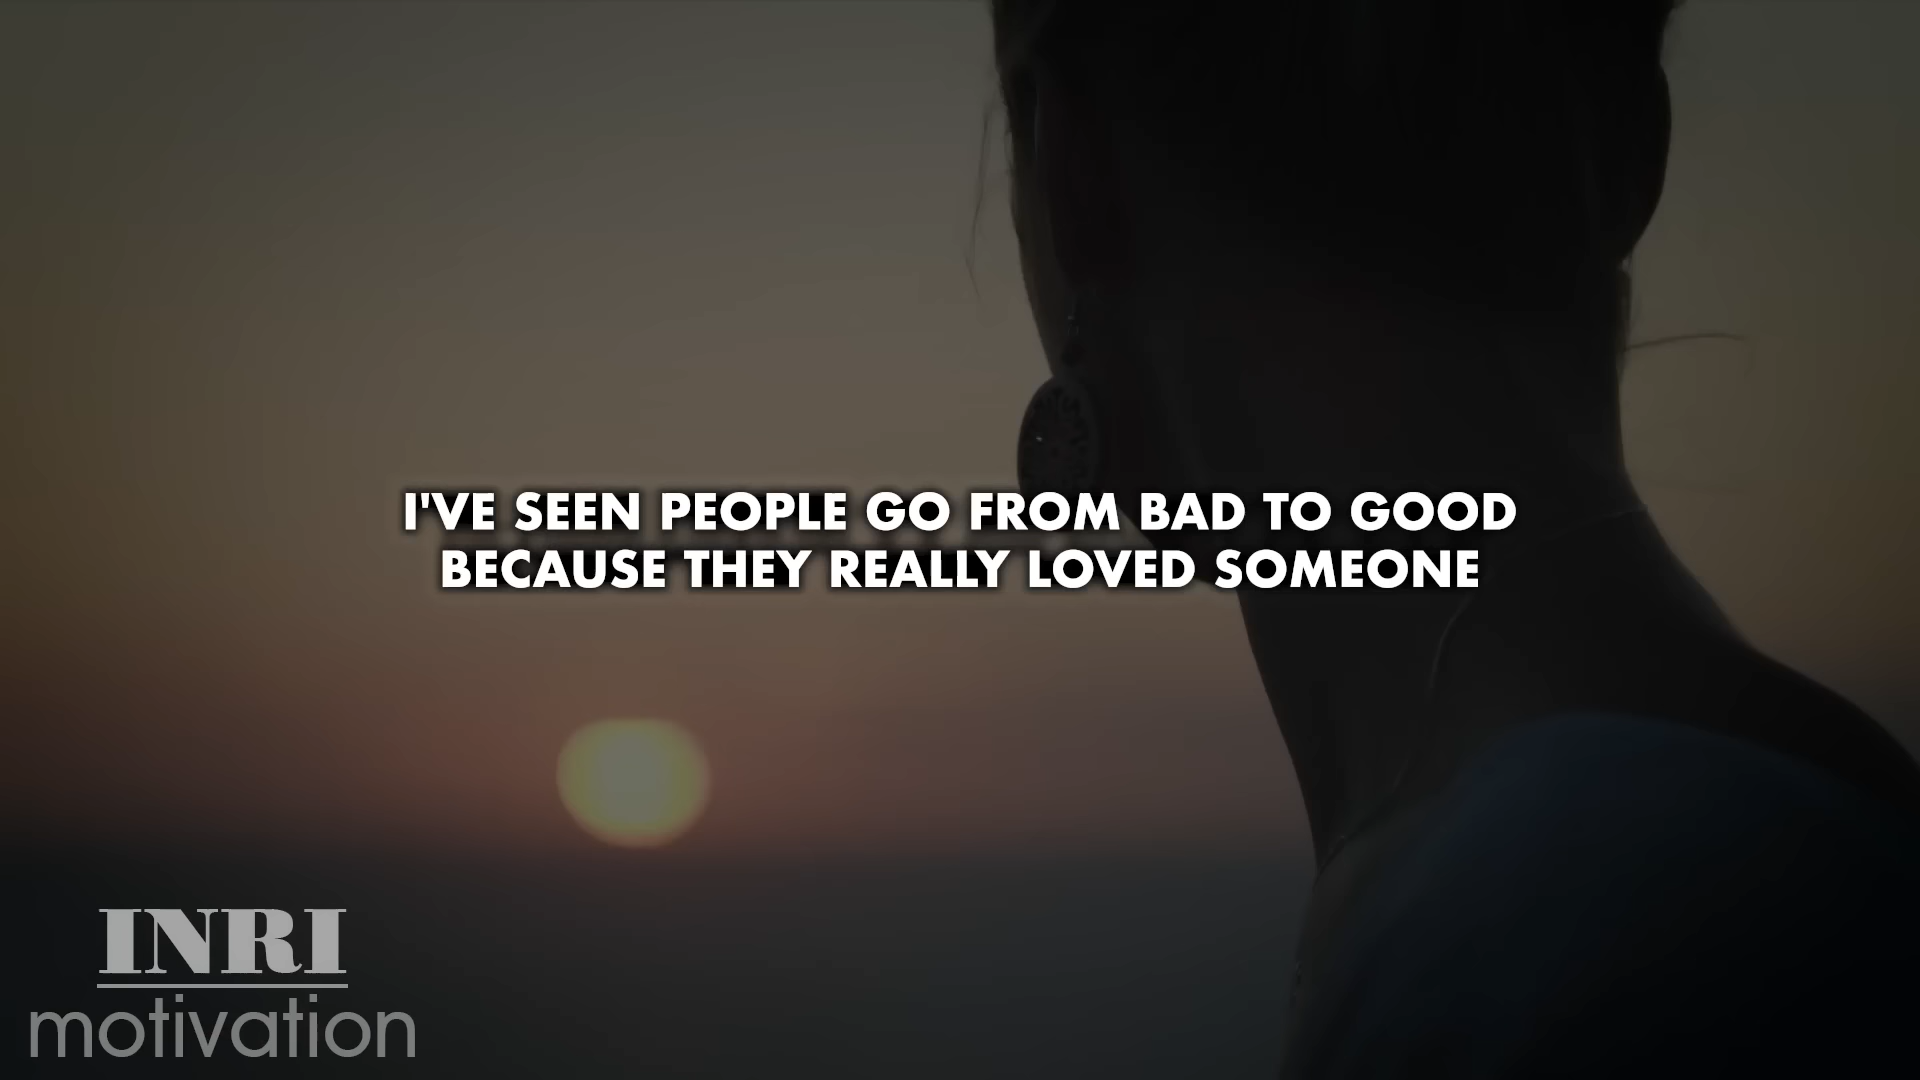 I'VE SEEN PEOPLE GO FROM BAD TO GOOD
BECAUSE THEY REALLY LOVED SOMEONE
INRI
motivation